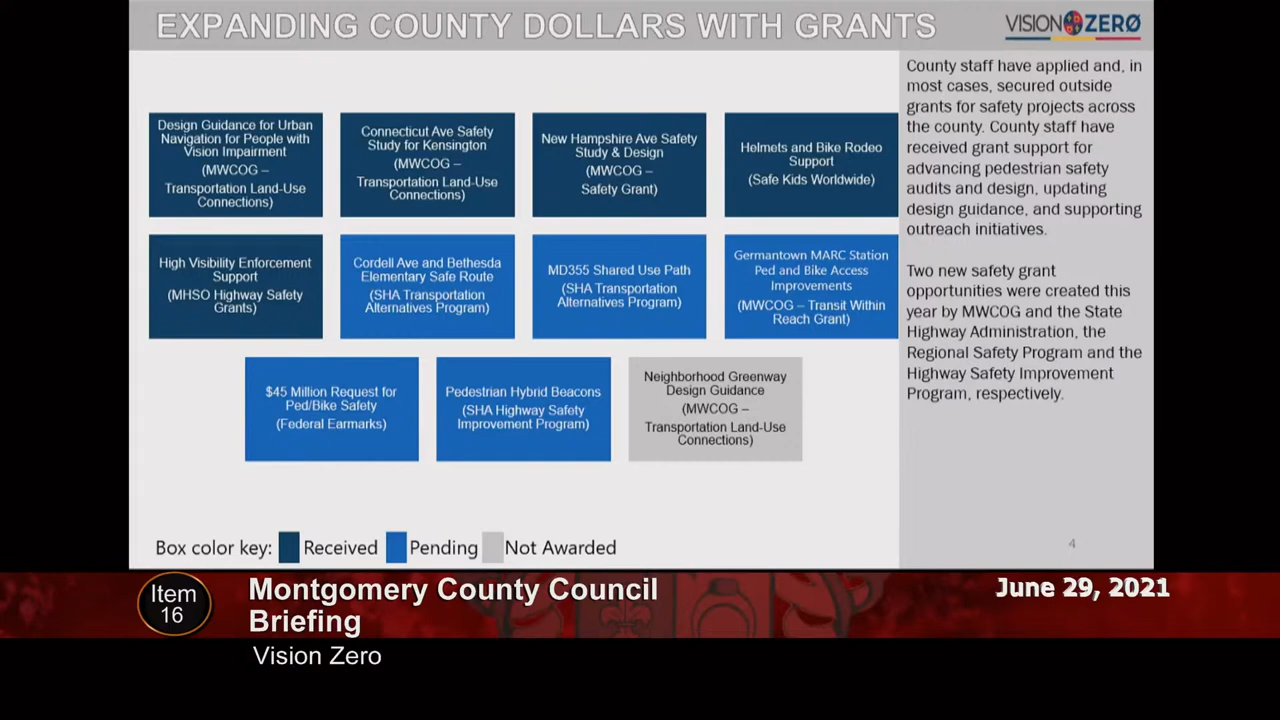 EXPANDING COUNTY DOLLARS WITH GRANTS
VISION ZERO
Design Guidance for Urban
Navigation for People with
Vision Impairment
(MWCOG –
Transportation Land-Use
Connections)
Connecticut Ave Safety
Study for Kensington
(MWCOG –
Transportation Land-Use
Connections)
New Hampshire Ave Safety
Study & Design
(MWCOG –
Safety Grant)
Helmets and Bike Rodeo
Support
(Safe Kids Worldwide)
High Visibility Enforcement
Support
(MHSO Highway Safety
Grants)
Cordell Ave and Bethesda
Elementary Safe Route
(SHA Transportation
Alternatives Program)
MD355 Shared Use Path
(SHA Transportation
Alternatives Program)
Germantown MARC Station
Ped and Bike Access
Improvements
(MWCOG – Transit Within
Reach Grant)
$45 Million Request for
Ped/Bike Safety
(Federal Earmarks)
Pedestrian Hybrid Beacons
(SHA Highway Safety
Improvement Program)
Neighborhood Greenway
Design Guidance
(MWCOG –
Transportation Land-Use
Connections)
Box color key: Received Pending Not Awarded
County staff have applied and, in
most cases, secured outside
grants for safety projects across
the county. County staff have
received grant support for
advancing pedestrian safety
audits and design, updating
design guidance, and supporting
outreach initiatives.
Two new safety grant
opportunities were created this
year by MWCOG and the State
Highway Administration, the
Regional Safety Program and the
Highway Safety Improvement
Program, respectively.
4
Item
16
Montgomery County Council
Briefing
Vision Zero
June 29, 2021